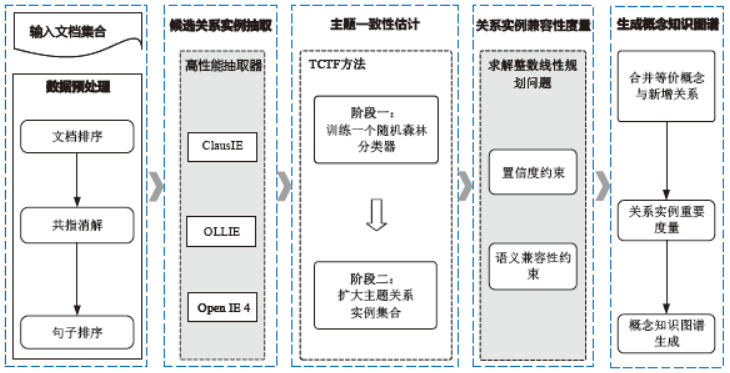 输入文档集合
数据预处理
文档排序
共指消解
句子排序
候选关系实例抽取
高性能抽取器
ClausIE
OLLIE
Open IE 4
主题一致性估计
TCTF方法
阶段一：
训练一个随机森林
分类器
阶段二：
扩大主题关系
实例集合
关系实例兼容性度量
求解整数线性规
划问题
置信度约束
语义兼容性约
束
生成概念知识图谱
合并等价概念
与新增关系
关系实例重要
度量
概念知识图谱
生成